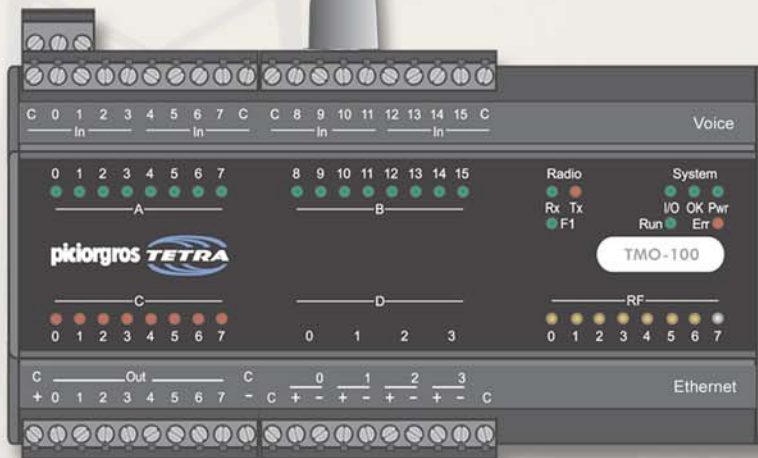 C 0 1 2 3 4 5 6 7 C C 8 9 10 11 12 13 14 15 C
In In In In
Voice
0 1 2 3 4 5 6 7 8 9 10 11 12 13 14 15
Radio System
A B
Rx Tx I/O OK Pwr
F1 Run Err
piciorgros TETRA
TMO-100
C D RF
0 1 2 3 4 5 6 7 0 1 2 3 0 1 2 3 4 5 6 7
C Out C 0 1 2 3
Ethernet
+ 0 1 2 3 4 5 6 7 - C + - + - + - + - C